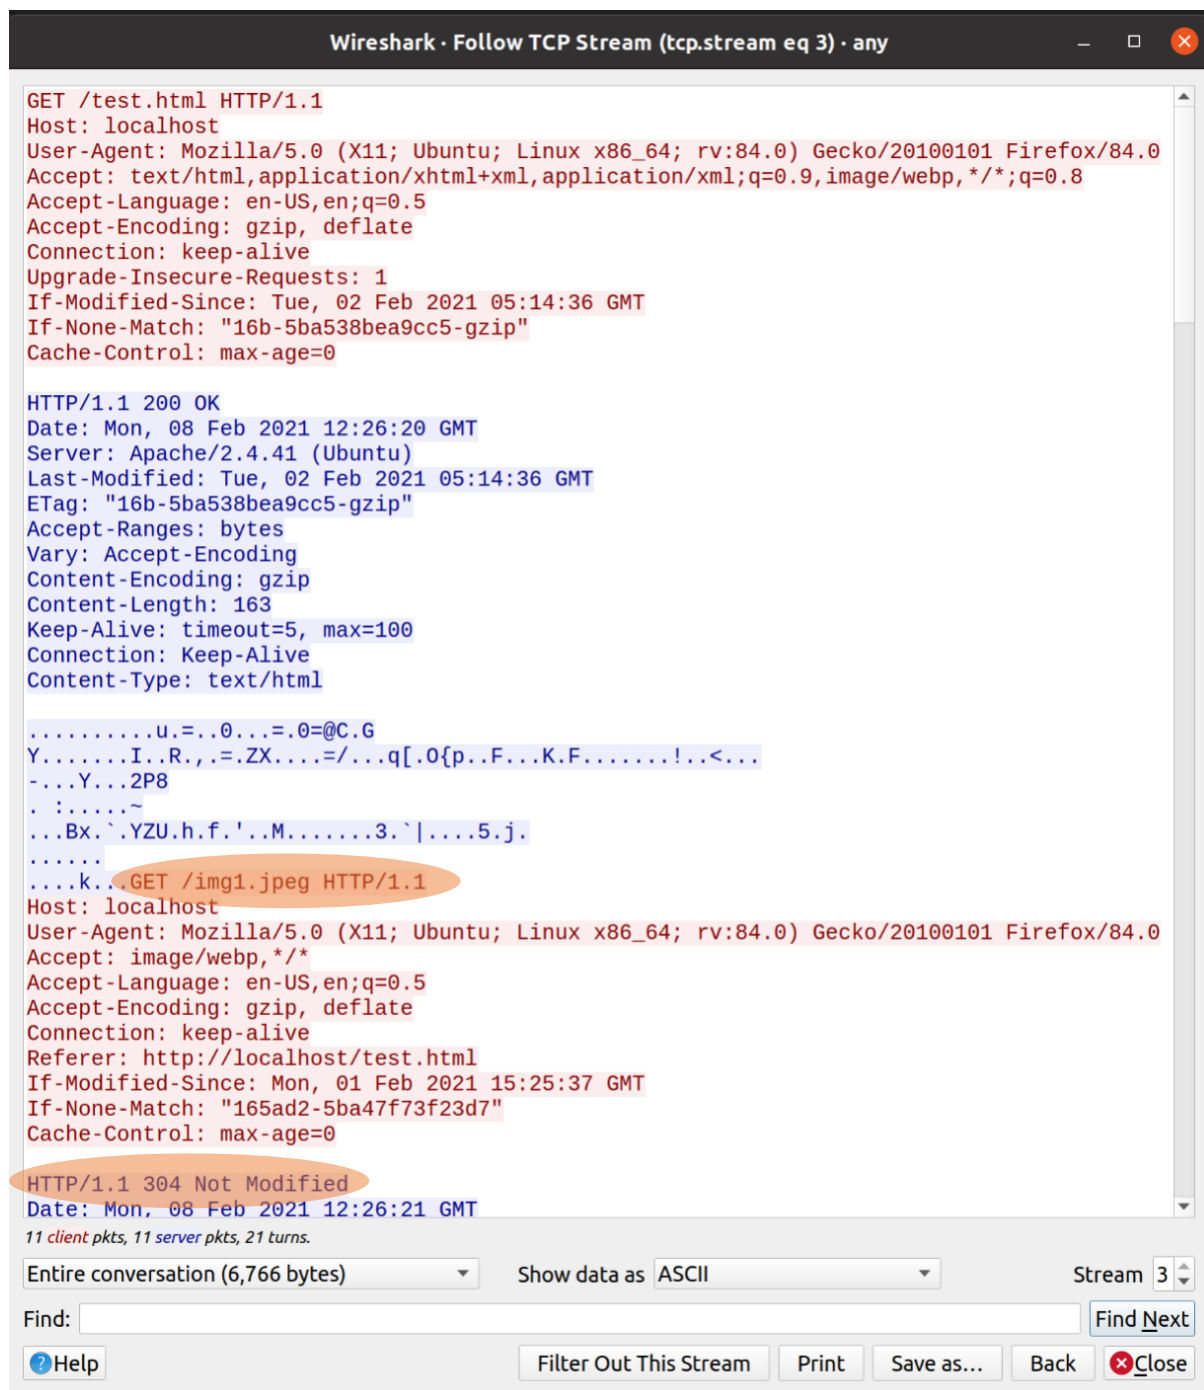 Wireshark · Follow TCP Stream (tcp.stream eq 3) · any
GET /test.html HTTP/1.1
Host: localhost
User-Agent: Mozilla/5.0 (X11; Ubuntu; Linux x86_64; rv:84.0) Gecko/20100101 Firefox/84.0
Accept: text/html,application/xhtml+xml,application/xml;q=0.9,image/webp,*/*;q=0.8
Accept-Language: en-US,en;q=0.5
Accept-Encoding: gzip, deflate
Connection: keep-alive
Upgrade-Insecure-Requests: 1
If-Modified-Since: Tue, 02 Feb 2021 05:14:36 GMT
If-None-Match: "16b-5ba538bea9cc5-gzip"
Cache-Control: max-age=0
HTTP/1.1 200 OK
Date: Mon, 08 Feb 2021 12:26:20 GMT
Server: Apache/2.4.41 (Ubuntu)
Last-Modified: Tue, 02 Feb 2021 05:14:36 GMT
ETag: "16b-5ba538bea9cc5-gzip"
Accept-Ranges: bytes
Vary: Accept-Encoding
Content-Encoding: gzip
Content-Length: 163
Keep-Alive: timeout=5, max=100
Connection: Keep-Alive
Content-Type: text/html
..........u.=..0...=.0=@C.G
Y.......I..R.,.=.ZX....=/...q[.O{p..F...K.F.......!..<...
-...Y...2P8
. :.....~
...Bx.`.YZU.h.f.'..M.......3.`|....5.j.
......
....k...GET /img1.jpeg HTTP/1.1
Host: localhost
User-Agent: Mozilla/5.0 (X11; Ubuntu; Linux x86_64; rv:84.0) Gecko/20100101 Firefox/84.0
Accept: image/webp,*/*
Accept-Language: en-US,en;q=0.5
Accept-Encoding: gzip, deflate
Connection: keep-alive
Referer: http://localhost/test.html
If-Modified-Since: Mon, 01 Feb 2021 15:25:37 GMT
If-None-Match: "165ad2-5ba47f73f23d7"
Cache-Control: max-age=0
HTTP/1.1 304 Not Modified
Date: Mon, 08 Feb 2021 12:26:21 GMT
11 client pkts, 11 server pkts, 21 turns.
Entire conversation (6,766 bytes) Show data as ASCII Stream 3
Find: Find Next
Help Filter Out This Stream Print Save as... Back Close